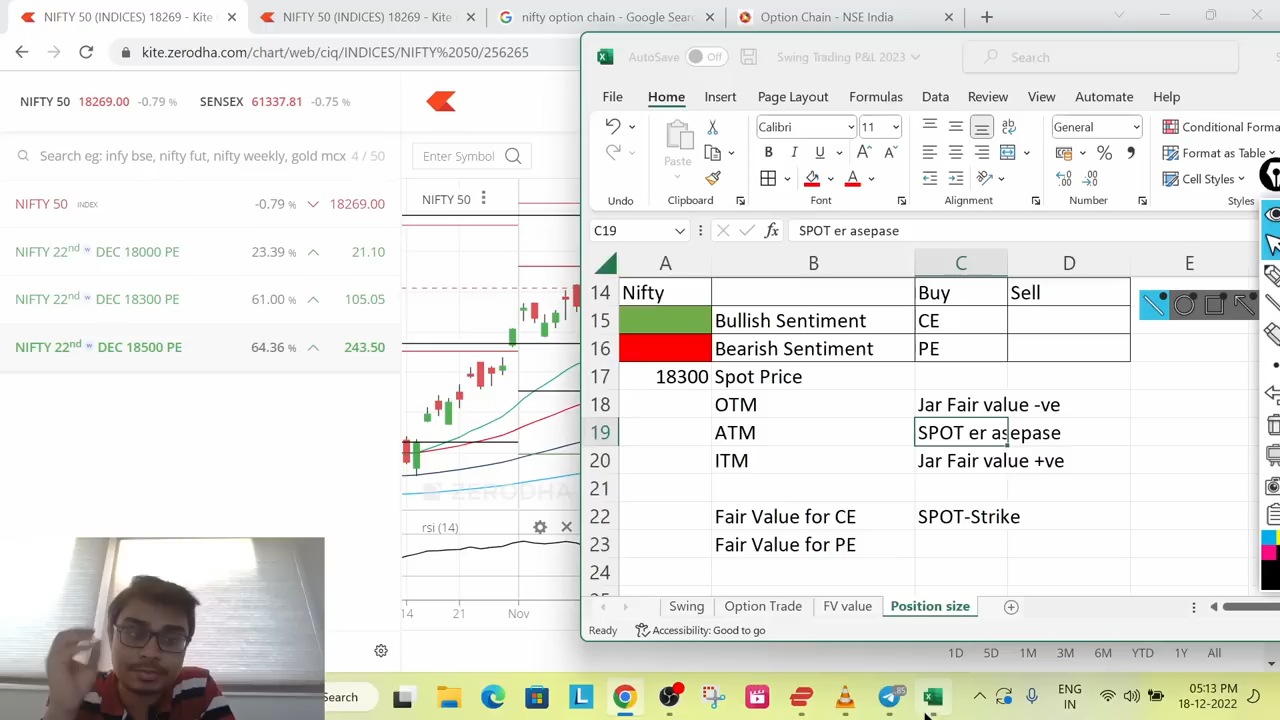 NIFTY 50 (INDICES) 18269 - Kite
NIFTY 50 (INDICES) 18269 - Kite
nifty option chain - Google Sear
Option Chain - NSE India
kite.zerodha.com/chart/web/ciq/INDICES/NIFTY%2050/256265
NIFTY 50 18269.00 -0.79 % SENSEX 61337.81 -0.75 %
Search eg: infy bse, nifty fut, nifty weekly, gold mcx 4 / 50
NIFTY 50 INDEX -0.79 % 18269.00
NIFTY 22nd w DEC 18000 PE 23.39 % 21.10
NIFTY 22nd w DEC 18300 PE 61.00 % 105.05
NIFTY 22nd w DEC 18500 PE 64.36 % 243.50
Enter Symbol
NIFTY 50
ZERODHA
rsi (14)
14 21 Nov
AutoSave Off Swing Trading P&L 2023 Search
File Home Insert Page Layout Formulas Data Review View Automate Help
Paste
Calibri 11
B I U
General
Conditional Forma
Format as Table
Cell Styles
Undo Clipboard Font Alignment Number Styles
C19 fx SPOT er asepase
A B C D E
14 Nifty Buy Sell
15 Bullish Sentiment CE
16 Bearish Sentiment PE
17 18300 Spot Price
18 OTM Jar Fair value -ve
19 ATM SPOT er asepase
20 ITM Jar Fair value +ve
21
22 Fair Value for CE SPOT-Strike
23 Fair Value for PE
24
Swing Option Trade FV value Position size
Ready Accessibility: Good to go
1D 5D 1M 3M 6M YTD 1Y All
Search
85
ENG
IN
05:13 PM
18-12-2022